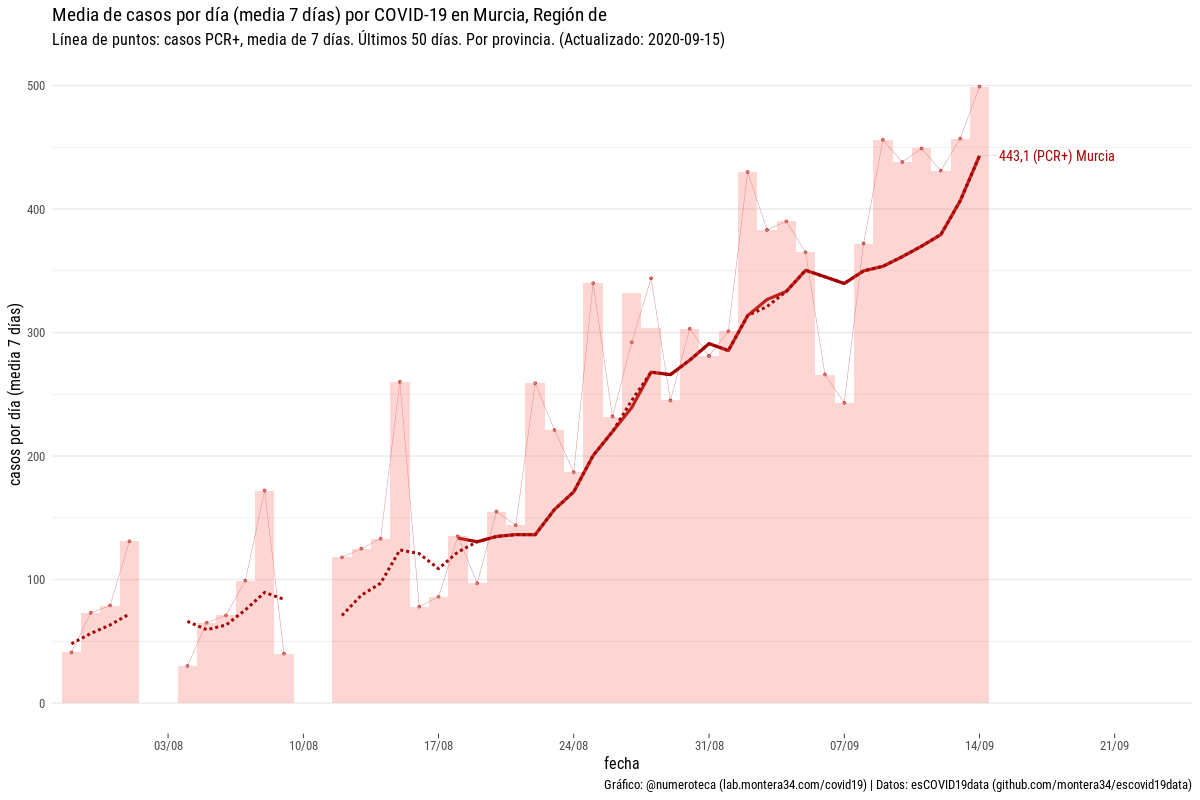 Media de casos por día (media 7 días) por COVID-19 en Murcia, Región de
Línea de puntos: casos PCR+, media de 7 días. Últimos 50 días. Por provincia. (Actualizado: 2020-09-15)
casos por día (media 7 días)
500
400
300
200
100
0
443,1 (PCR+) Murcia
03/08
10/08
17/08
24/08
31/08
07/09
14/09
21/09
fecha
Gráfico: @numeroteca (lab.montera34.com/covid19) | Datos: esCOVID19data (github.com/montera34/escovid19data)